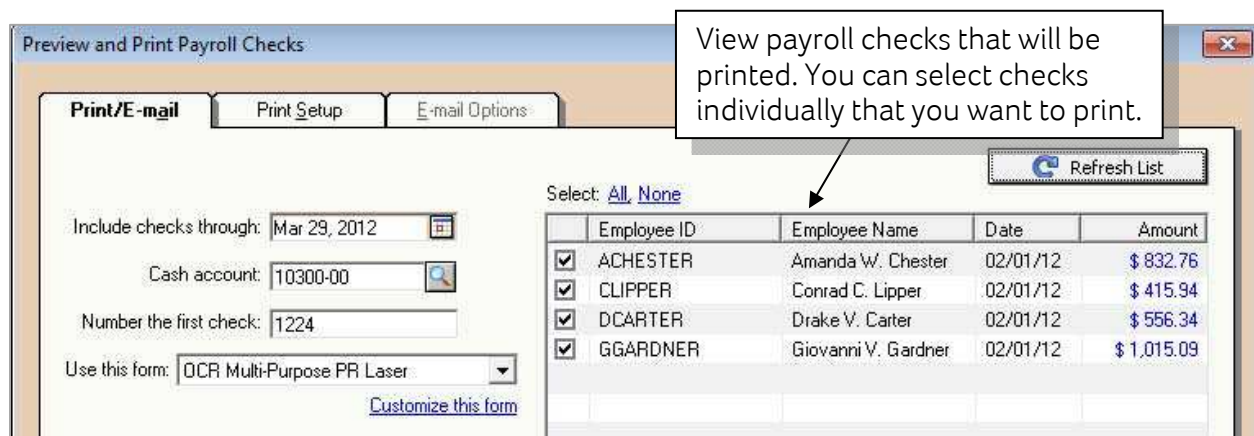 Preview and Print Payroll Checks
View payroll checks that will be
printed. You can select checks
individually that you want to print.
Print/E-mail Print Setup E-mail Options
Refresh List
Select: All, None
Include checks through: Mar 29, 2012
Cash account: 10300-00
Number the first check: 1224
Use this form: OCR Multi-Purpose PR Laser
Customize this form
Employee ID Employee Name Date Amount
ACHESTER Amanda W. Chester 02/01/12 $ 832.76
CLIPPER Conrad C. Lipper 02/01/12 $ 415.94
DCARTER Drake V. Carter 02/01/12 $ 556.34
GGARDNER Giovanni V. Gardner 02/01/12 $ 1,015.09